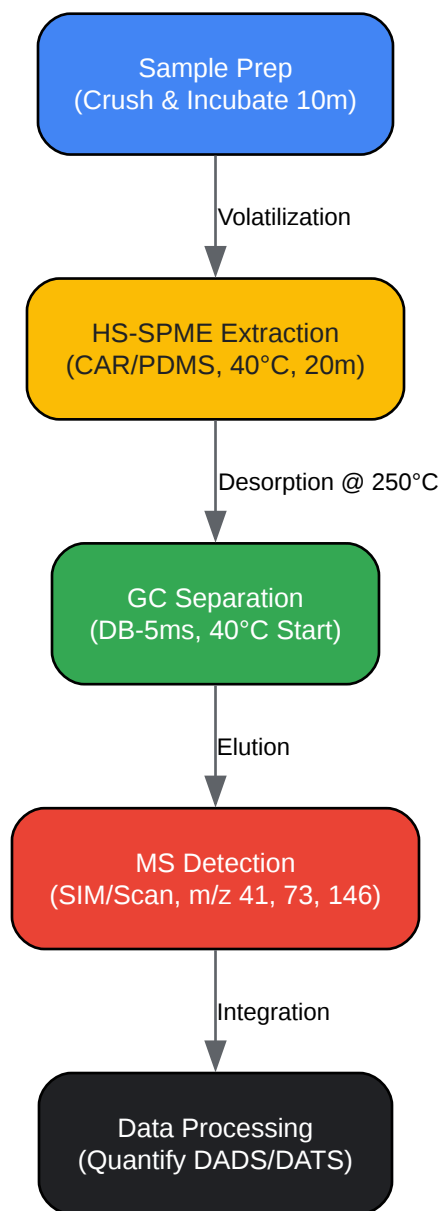 Sample Prep
(Crush & Incubate 10m)
Volatilization
HS-SPME Extraction
(CAR/PDMS, 40°C, 20m)
Desorption @ 250°C
GC Separation
(DB-5ms, 40°C Start)
Elution
MS Detection
(SIM/Scan, m/z 41, 73, 146)
Integration
Data Processing
(Quantify DADS/DATS)